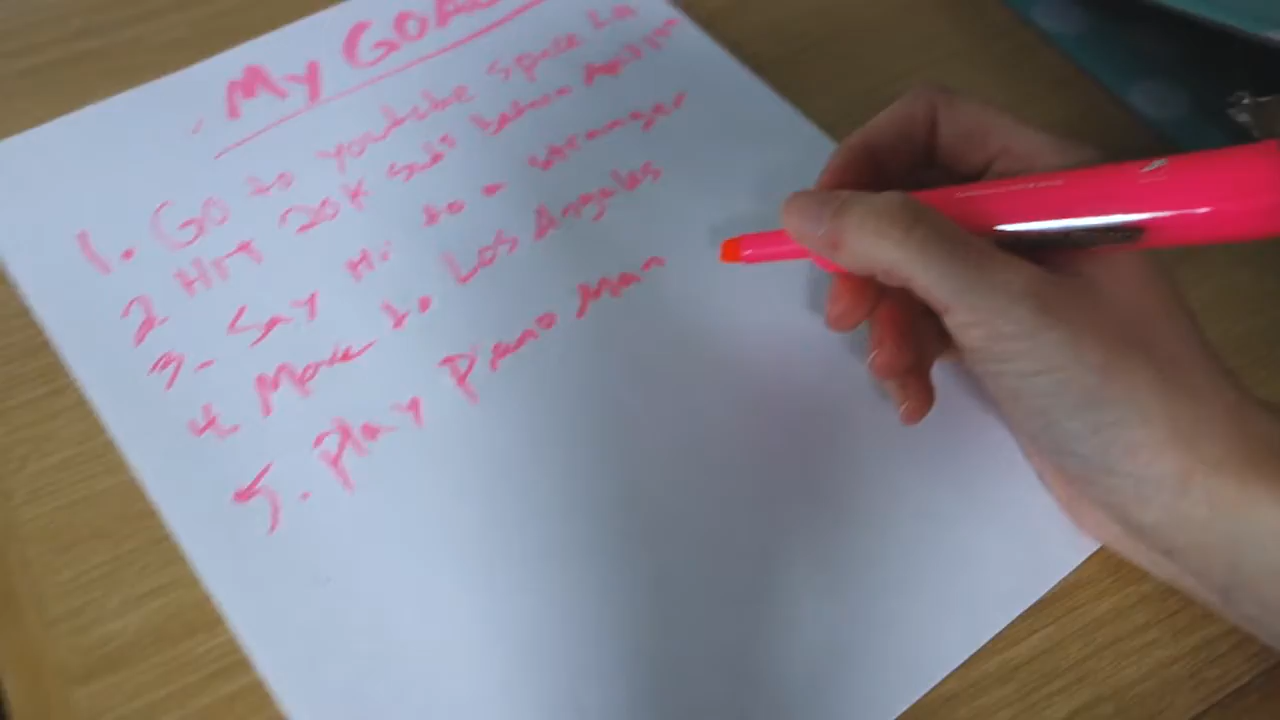 My GOA
1. Go to youtube Space LA
2 HIT 20K subs before
3. Say Hi to a stranger
4 Move to Los Angeles
5. Play Piano Man